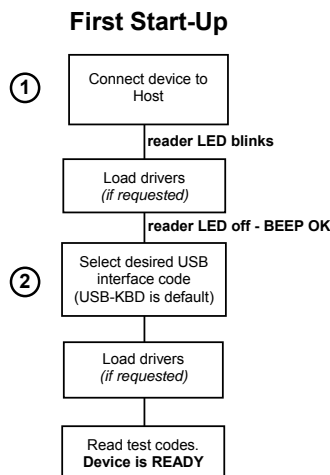 First Start-Up
1
Connect device to
Host
reader LED blinks
Load drivers
(if requested)
reader LED off - BEEP OK
2
Select desired USB
interface code
(USB-KBD is default)
Load drivers
(if requested)
Read test codes.
Device is READY